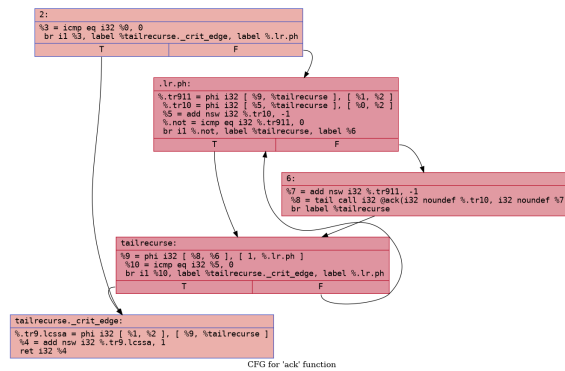 2:
%3 = icmp eq i32 %0, 0
br i1 %3, label %tailrecurse._crit_edge, label %.lr.ph
T F
.lr.ph:
%.tr911 = phi i32 [ %9, %tailrecurse ], [ %1, %2 ]
%.tr10 = phi i32 [ %5, %tailrecurse ], [ %0, %2 ]
%5 = add nsw i32 %.tr10, -1
%.not = icmp eq i32 %.tr911, 0
br i1 %.not, label %tailrecurse, label %6
T F
6:
%7 = add nsw i32 %.tr911, -1
%8 = tail call i32 @ack(i32 noundef %.tr10, i32 noundef %7
br label %tailrecurse
tailrecurse:
%9 = phi i32 [ %8, %6 ], [ 1, %.lr.ph ]
%10 = icmp eq i32 %5, 0
br i1 %10, label %tailrecurse._crit_edge, label %.lr.ph
T F
tailrecurse._crit_edge:
%.tr9.lcssa = phi i32 [ %1, %2 ], [ %9, %tailrecurse ]
%4 = add nsw i32 %.tr9.lcssa, 1
ret i32 %4
CFG for 'ack' function